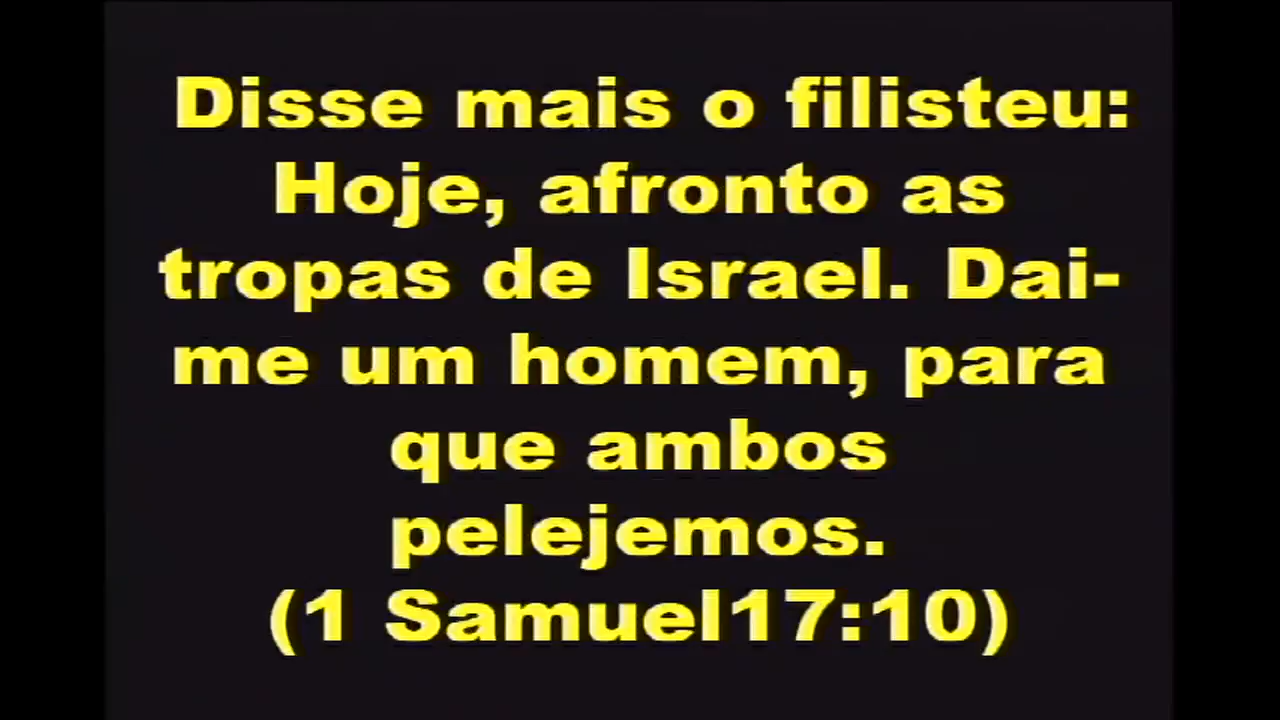 Disse mais o filisteu:
Hoje, afronto as
tropas de Israel. Dai-
me um homem, para
que ambos
pelejemos.
(1 Samuel17:10)